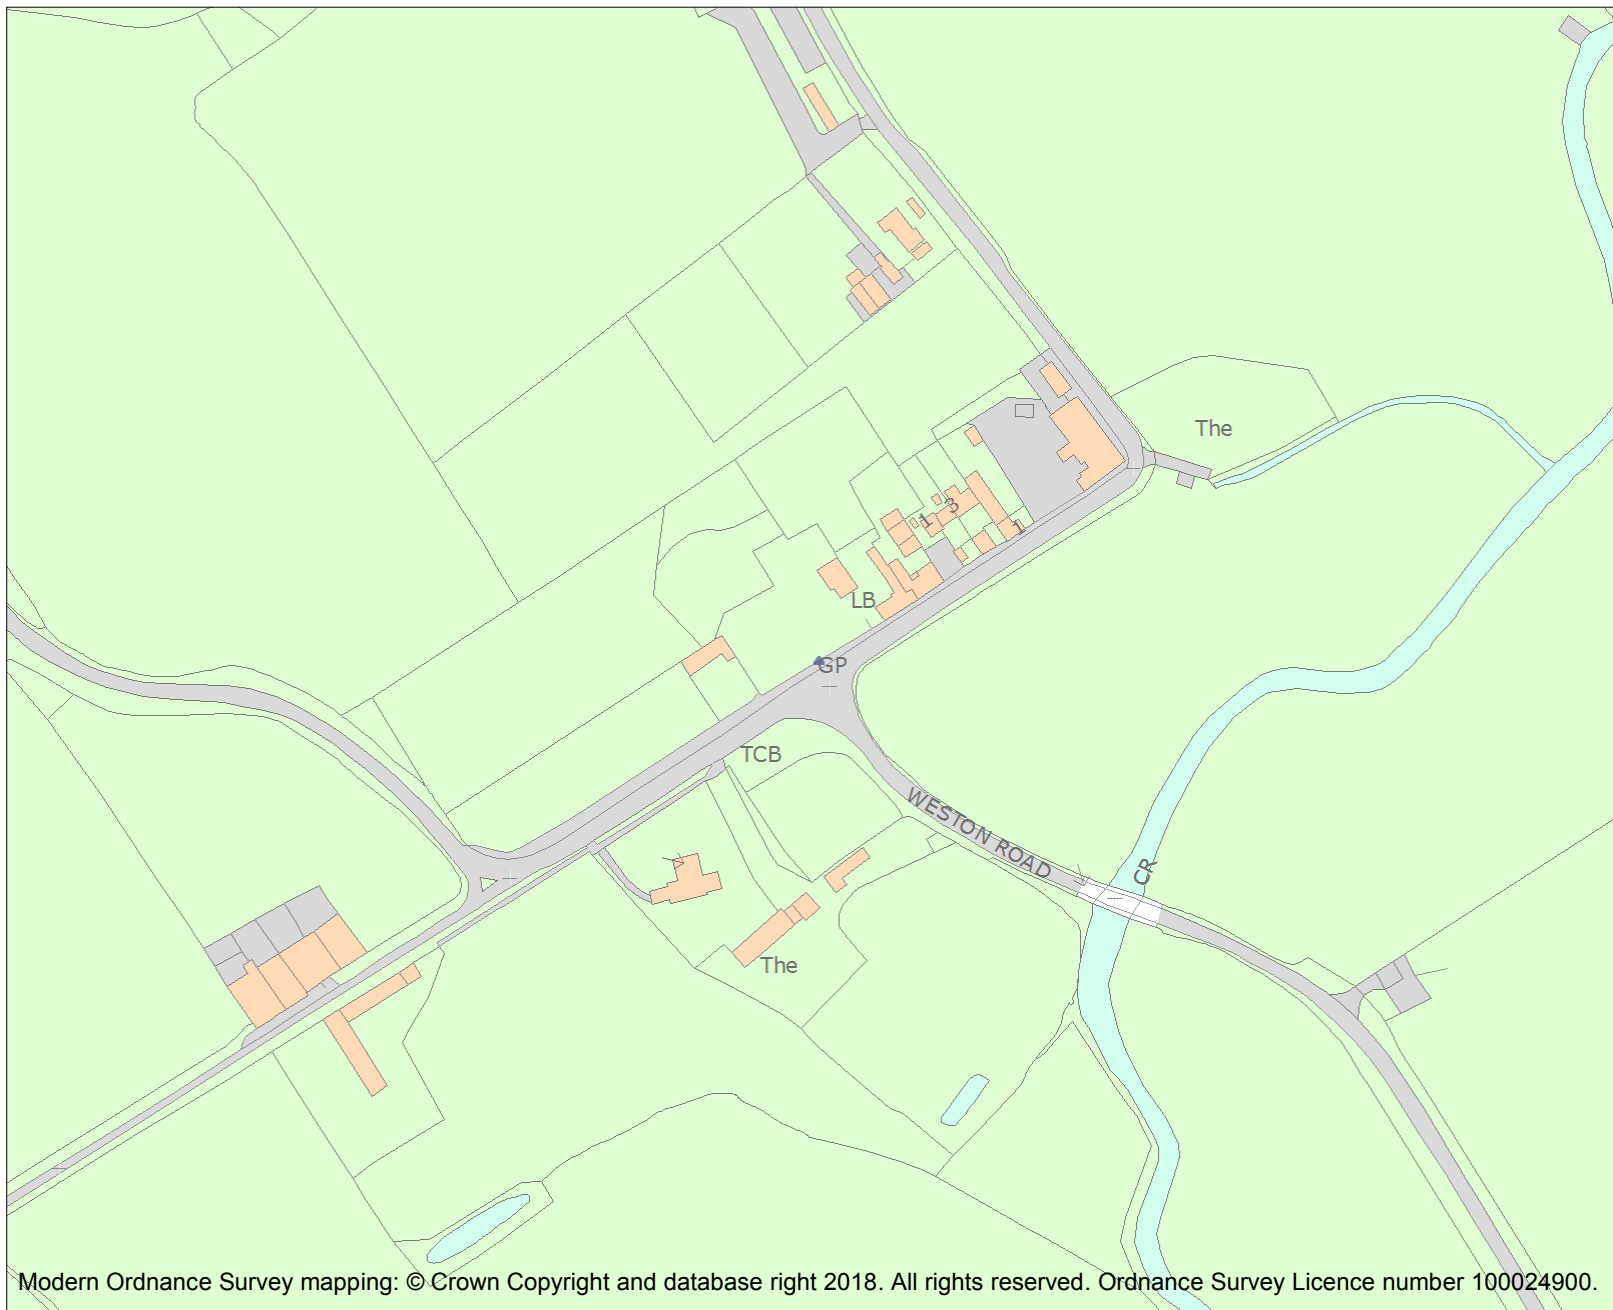 The
3
1
1
LB
GP
TCB
WESTON ROAD
CR
The
Modern Ordnance Survey mapping: © Crown Copyright and database right 2018. All rights reserved. Ordnance Survey Licence number 100024900.